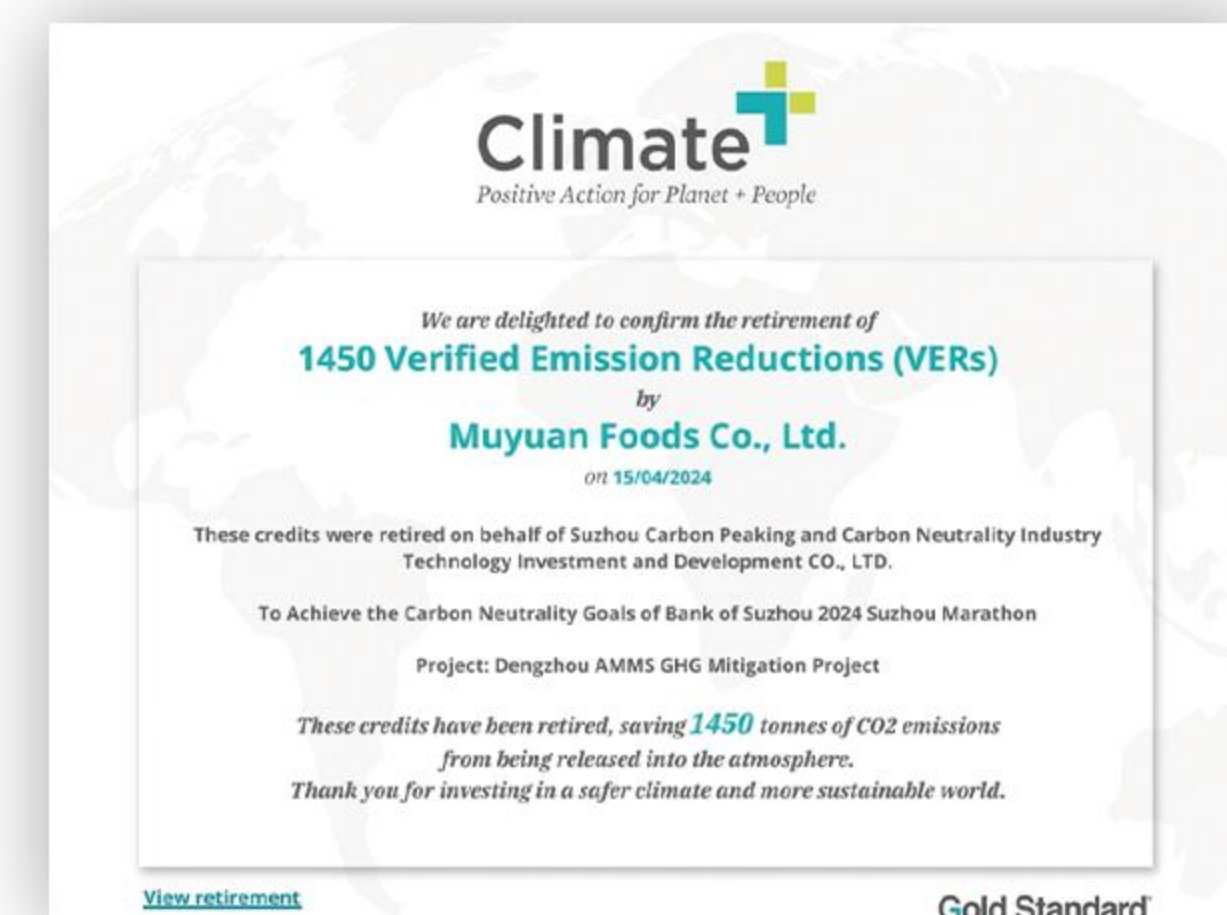 Climate
Positive Action for Planet + People
We are delighted to confirm the retirement of
1450 Verified Emission Reductions (VERs)
by
Muyuan Foods Co., Ltd.
on 15/04/2024
These credits were retired on behalf of Suzhou Carbon Peaking and Carbon Neutrality Industry
Technology Investment and Development CO., LTD.
To Achieve the Carbon Neutrality Goals of Bank of Suzhou 2024 Suzhou Marathon
Project: Dengzhou AMMS GHG Mitigation Project
These credits have been retired, saving 1450 tonnes of CO2 emissions
from being released into the atmosphere.
Thank you for investing in a safer climate and more sustainable world.
View retirement
Gold Standard